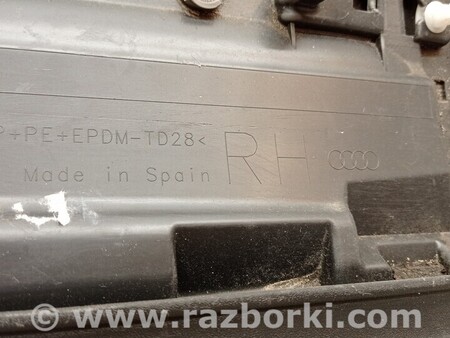 +PE+EPDM-TD28<
RH
Made in Spain
© www.razborki.com